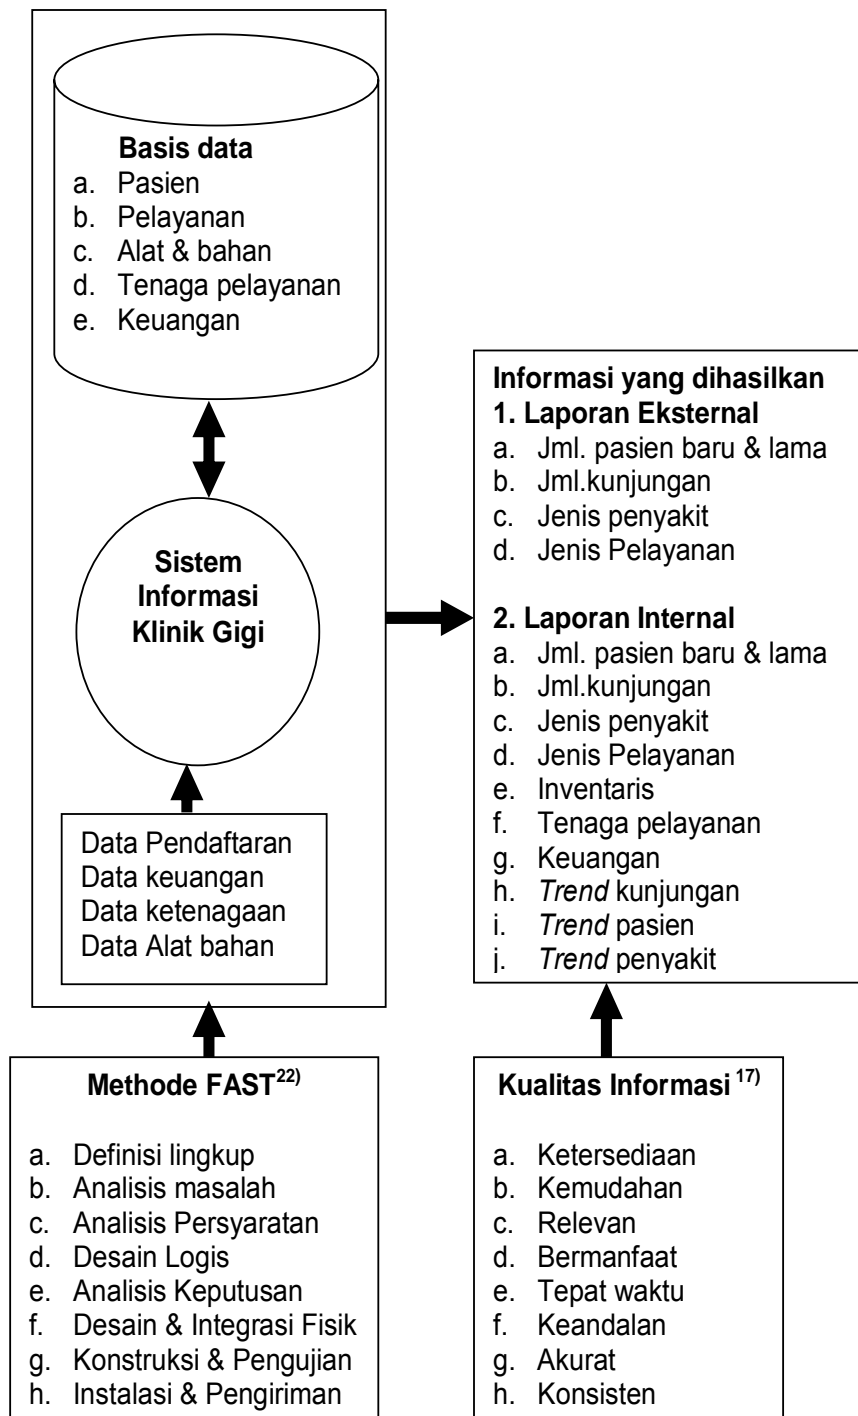 Basis data
a. Pasien
b. Pelayanan
c. Alat & bahan
d. Tenaga pelayanan
e. Keuangan
Sistem
Informasi
Klinik Gigi
Data Pendaftaran
Data keuangan
Data ketenagaan
Data Alat bahan
Informasi yang dihasilkan
1. Laporan Eksternal
a. Jml. pasien baru & lama
b. Jml.kunjungan
c. Jenis penyakit
d. Jenis Pelayanan
2. Laporan Internal
a. Jml. pasien baru & lama
b. Jml.kunjungan
c. Jenis penyakit
d. Jenis Pelayanan
e. Inventaris
f. Tenaga pelayanan
g. Keuangan
h. Trend kunjungan
i. Trend pasien
j. Trend penyakit
Methode FAST22)
a. Definisi lingkup
b. Analisis masalah
c. Analisis Persyaratan
d. Desain Logis
e. Analisis Keputusan
f. Desain & Integrasi Fisik
g. Konstruksi & Pengujian
h. Instalasi & Pengiriman
Kualitas Informasi 17)
a. Ketersediaan
b. Kemudahan
c. Relevan
d. Bermanfaat
e. Tepat waktu
f. Keandalan
g. Akurat
h. Konsisten